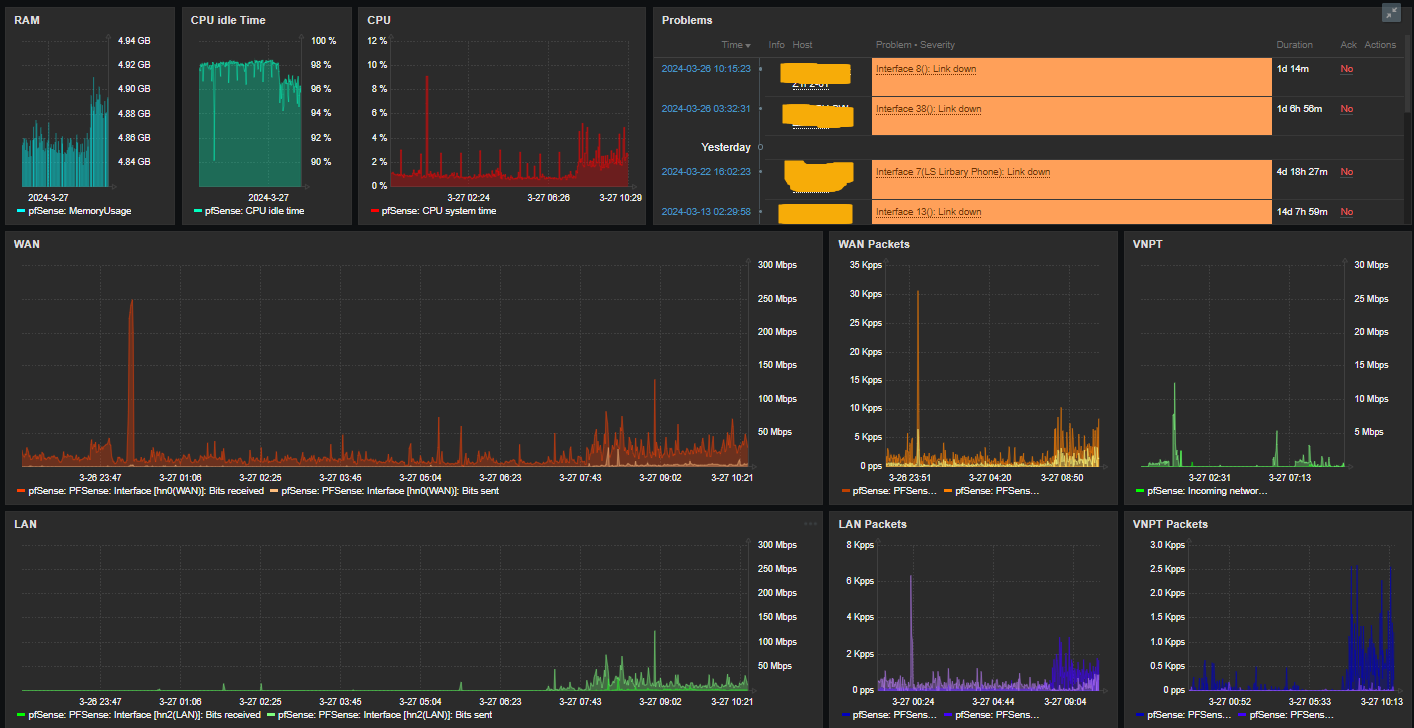 RAM
4.94 GB
4.92 GB
4.90 GB
4.88 GB
4.86 GB
4.84 GB
2024-03-27
pfSense: MemoryUsage
CPU idle Time
100 %
98 %
96 %
94 %
92 %
90 %
2024-03-27
pfSense: CPU idle time
CPU
12 %
10 %
8 %
6 %
4 %
2 %
0 %
3-27 02:24 3-27 06:26 3-27 10:29
pfSense: CPU system time
Problems
Time Info Host Problem • Severity Duration Ack Actions
2024-03-26 10:15:23 Interface 8(): Link down 1d 14m No
2024-03-26 03:32:31 Interface 38(): Link down 1d 6h 56m No
Yesterday
2024-03-22 16:02:23 Interface 7(LS Lirbary Phone): Link down 4d 18h 27m No
2024-03-13 02:29:58 Interface 13(): Link down 14d 7h 59m No
WAN
300 Mbps
250 Mbps
200 Mbps
150 Mbps
100 Mbps
50 Mbps
3-26 23:47 3-27 01:06 3-27 02:25 3-27 03:45 3-27 05:04 3-27 06:23 3-27 07:43 3-27 09:02 3-27 10:21
pfSense: PFSense: Interface [hn0(WAN)]: Bits received pfSense: PFSense: Interface [hn0(WAN)]: Bits sent
WAN Packets
35 Kpps
30 Kpps
25 Kpps
20 Kpps
15 Kpps
10 Kpps
5 Kpps
0 pps
3-26 23:51 3-27 04:20 3-27 08:50
pfSense: PFSens... pfSense: PFSens...
VNPT
30 Mbps
25 Mbps
20 Mbps
15 Mbps
10 Mbps
5 Mbps
3-27 02:31 3-27 07:13
pfSense: Incoming networ...
LAN
300 Mbps
250 Mbps
200 Mbps
150 Mbps
100 Mbps
50 Mbps
3-26 23:47 3-27 01:06 3-27 02:25 3-27 03:45 3-27 05:04 3-27 06:23 3-27 07:43 3-27 09:02 3-27 10:21
pfSense: PFSense: Interface [hn2(LAN)]: Bits received pfSense: PFSense: Interface [hn2(LAN)]: Bits sent
LAN Packets
8 Kpps
6 Kpps
4 Kpps
2 Kpps
0 pps
3-27 00:24 3-27 04:44 3-27 09:04
pfSense: PFSens... pfSense: PFSens...
VNPT Packets
3.0 Kpps
2.5 Kpps
2.0 Kpps
1.5 Kpps
1.0 Kpps
0.5 Kpps
0 pps
3-27 00:52 3-27 05:33 3-27 10:13
pfSense: PFSens... pfSense: PFSens...